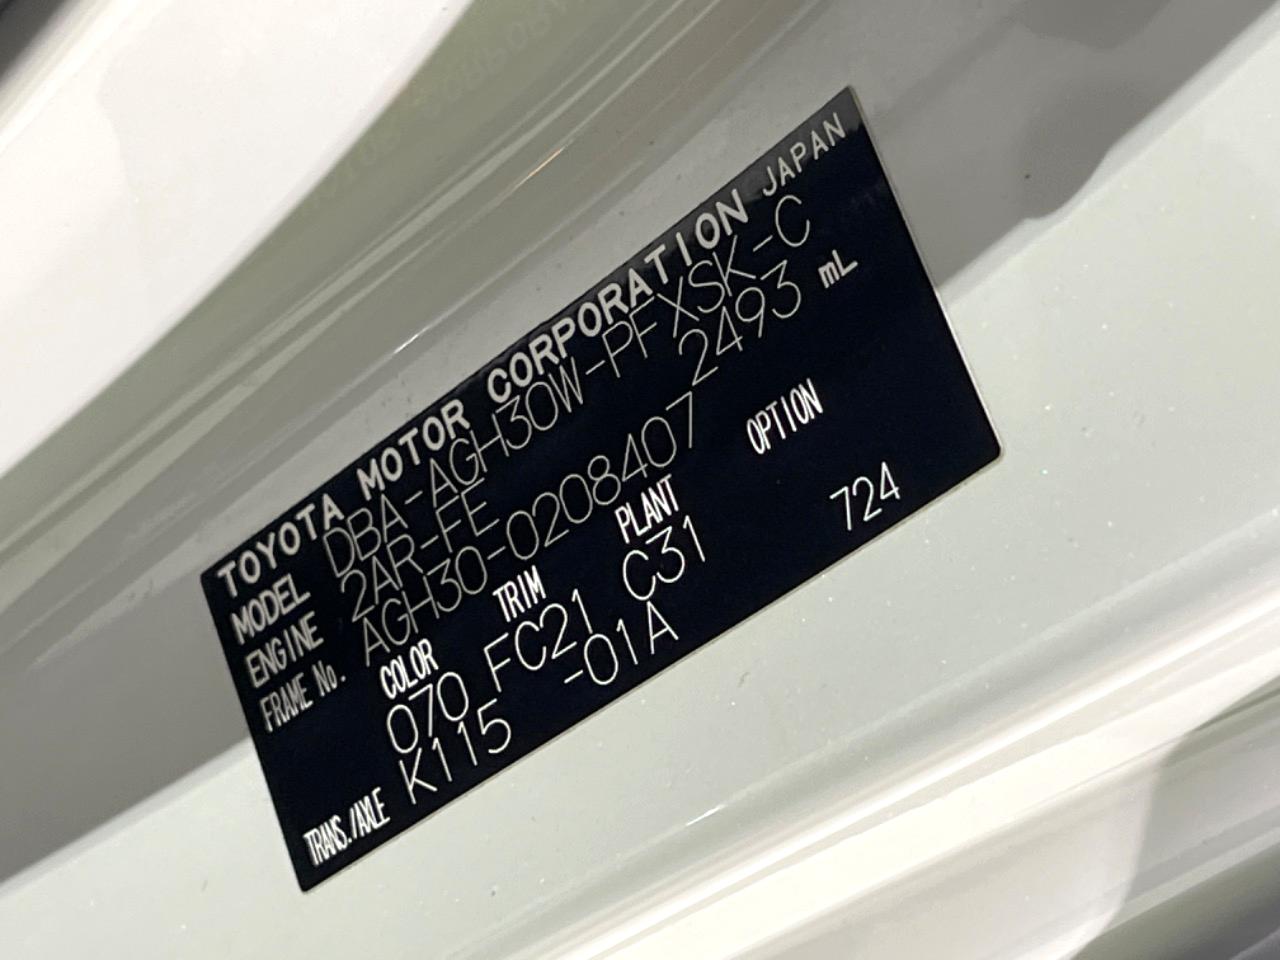 TOYOTA MOTOR CORPORATION JAPAN
MODEL DBA-AGH30W-PFXSK-C
ENGINE 2AR-FE 2493 mL
FRAME No. AGH30-0208407
COLOR TRIM PLANT OPTION
070 FC21 C31 724
TRANS./AXLE K115 -01A